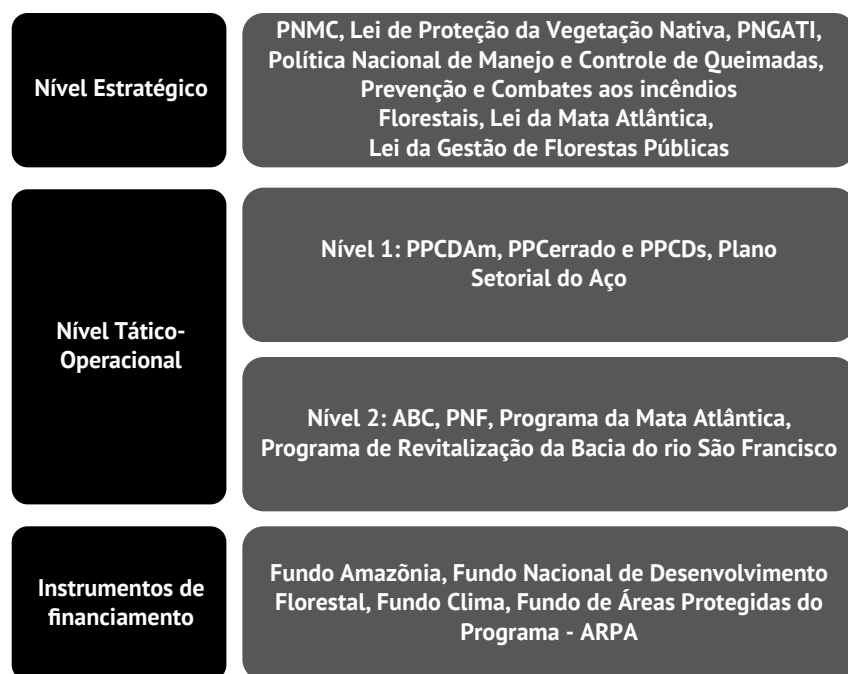 Nível Estratégico
PNMC, Lei de Proteção da Vegetação Nativa, PNGATI,
Política Nacional de Manejo e Controle de Queimadas,
Prevenção e Combates aos incêndios
Florestais, Lei da Mata Atlântica,
Lei da Gestão de Florestas Públicas
Nível Tático-
Operacional
Nível 1: PPCDAm, PPCerrado e PPCDs, Plano
Setorial do Aço
Nível 2: ABC, PNF, Programa da Mata Atlântica,
Programa de Revitalização da Bacia do rio São Francisco
Instrumentos de
financiamento
Fundo Amazõnia, Fundo Nacional de Desenvolvimento
Florestal, Fundo Clima, Fundo de Áreas Protegidas do
Programa - ARPA